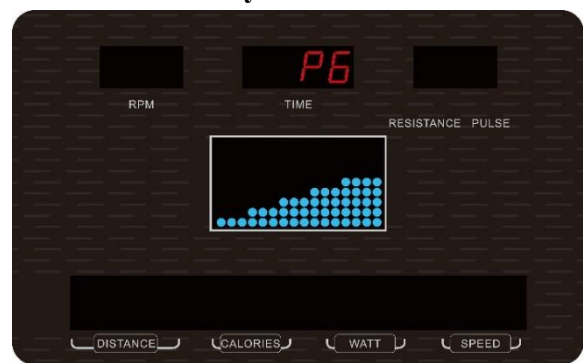 P6
RPM TIME
RESISTANCE PULSE
DISTANCE CALORIES WATT SPEED